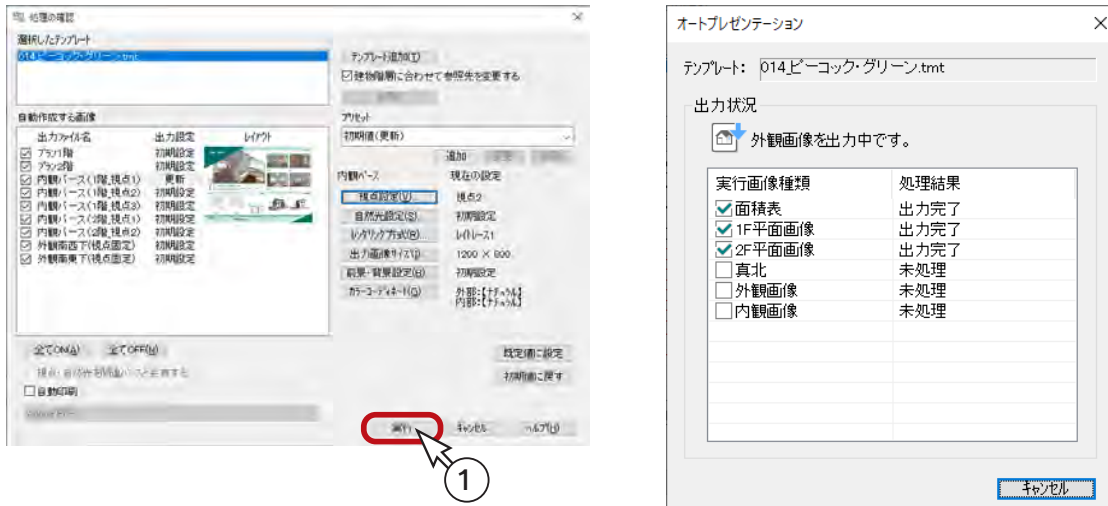 処理の確認
選択したテンプレート
014_ピーコック・グリーン.tmt
テンプレート追加(T)
建物階層に合わせて参照先を変更する
自動作成する画像
プリセット
出力ファイル名 出力設定 レイアウト
初期値(更新)
プラン1階 初期設定
プラン2階 初期設定
内観パース(1階_視点1) 更新
内観パース(1階_視点2) 初期設定
内観パース(1階_視点3) 初期設定
内観パース(2階_視点1) 初期設定
内観パース(2階_視点2) 初期設定
外観南西下(視点固定) 初期設定
外観南東下(視点固定) 初期設定
追加
内観パース 現在の設定
視点設定(V)... 視点2
自然光設定(S)... 初期設定
レンダリング方式(R)... レイトレース1
出力画像サイズ(I)... 1200 × 800
前景・背景設定(H)... 初期設定
カラーコーディネート(G)... 外部:【ナチュラル】
内部:【ナチュラル】
全てON(A) 全てOFF(N)
既定値に設定
初期値に戻す
自動印刷
実行 キャンセル ヘルプ(H)
1
オートプレゼンテーション
テンプレート: 014_ピーコック・グリーン.tmt
出力状況
外観画像を出力中です。
実行画像種類 処理結果
面積表 出力完了
1F平面画像 出力完了
2F平面画像 出力完了
真北 未処理
外観画像 未処理
内観画像 未処理
キャンセル